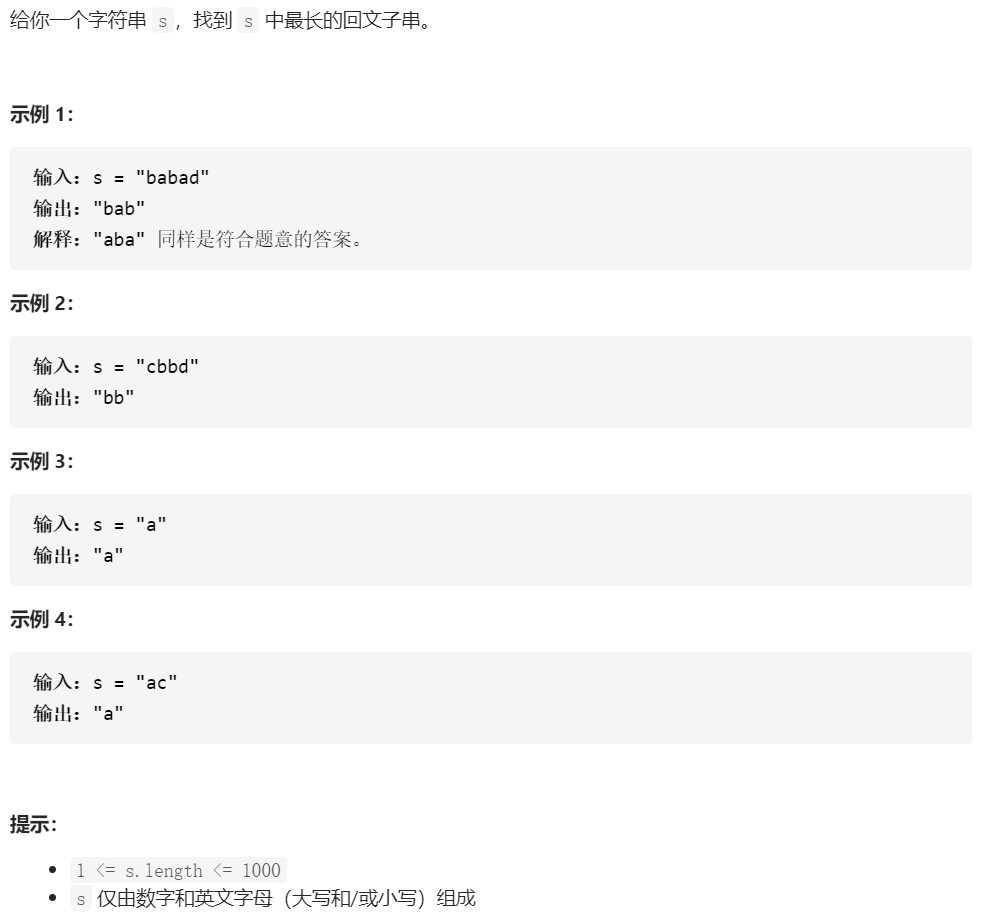 给你一个字符串 s，找到 s 中最长的回文子串。
示例 1：
输入：s = "babad"
输出："bab"
解释："aba" 同样是符合题意的答案。
示例 2：
输入：s = "cbbd"
输出："bb"
示例 3：
输入：s = "a"
输出："a"
示例 4：
输入：s = "ac"
输出："a"
提示：
• 1 <= s.length <= 1000
• s 仅由数字和英文字母（大写和/或小写）组成